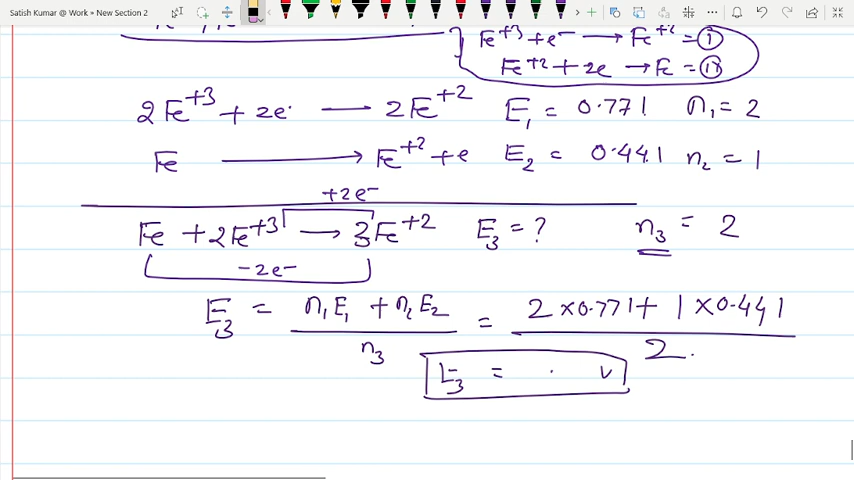 Satish Kumar @ Work » New Section 2
Fe+3 + e- → Fe+2 = (i)
Fe+2 + 2e → Fe = (ii)
2Fe+3 + 2e- → 2Fe+2 E1 = 0.771 n1 = 2
Fe → Fe+2 + e E2 = 0.441 n2 = 1
+2e-
Fe + 2Fe+3 → 3Fe+2 E3 = ? n3 = 2
-2e-
E3 = n1E1 + n2E2 / n3 = 2 x 0.771 + 1 x 0.441 / 2.
E3 = . V